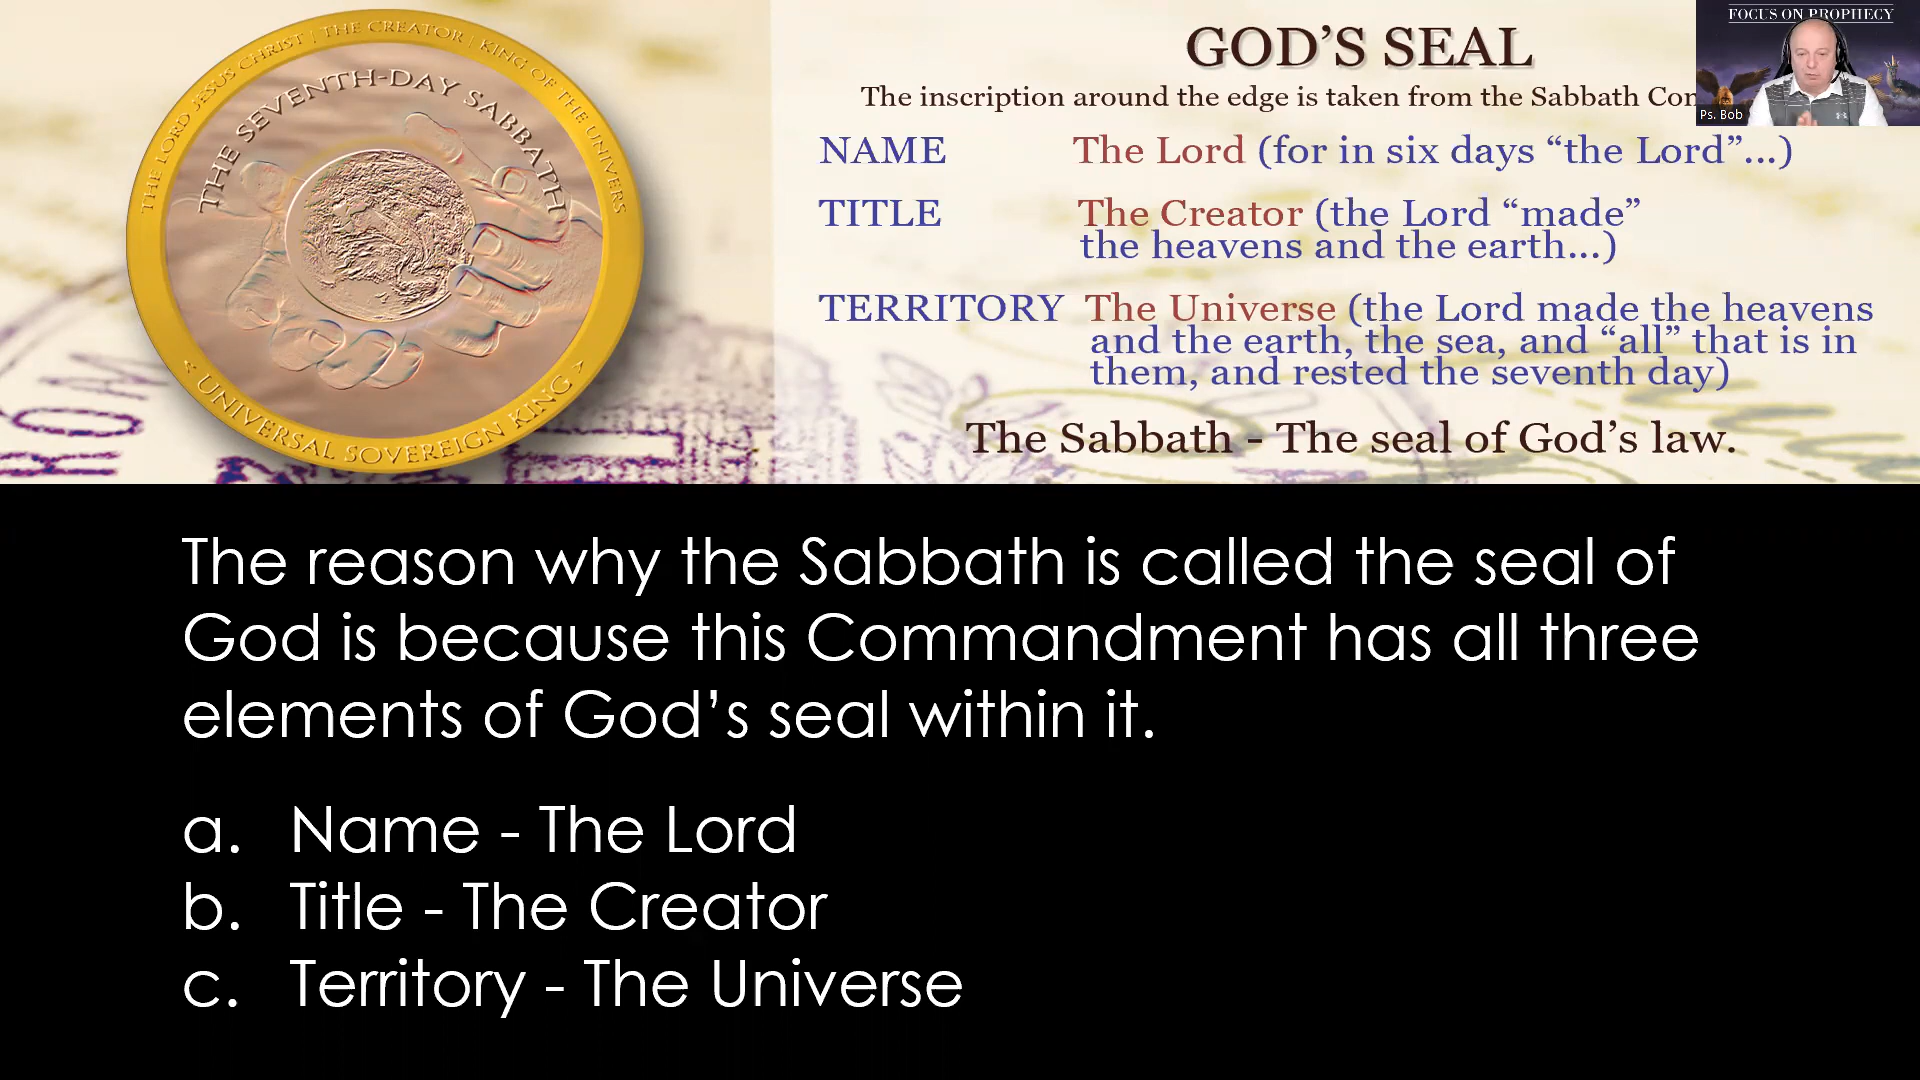 THE LORD JESUS CHRIST | THE CREATOR | KING OF THE UNIVERS
THE SEVENTH-DAY SABBATH
< UNIVERSAL SOVEREIGN KING >
GOD’S SEAL
The inscription around the edge is taken from the Sabbath
NAME The Lord (for in six days “the Lord”...)
TITLE The Creator (the Lord “made”
the heavens and the earth...)
TERRITORY The Universe (the Lord made the heavens
and the earth, the sea, and “all” that is in
them, and rested the seventh day)
The Sabbath - The seal of God’s law.
FOCUS ON PROPHECY
Ps. Bob
The reason why the Sabbath is called the seal of
God is because this Commandment has all three
elements of God’s seal within it.
a. Name - The Lord
b. Title - The Creator
c. Territory - The Universe